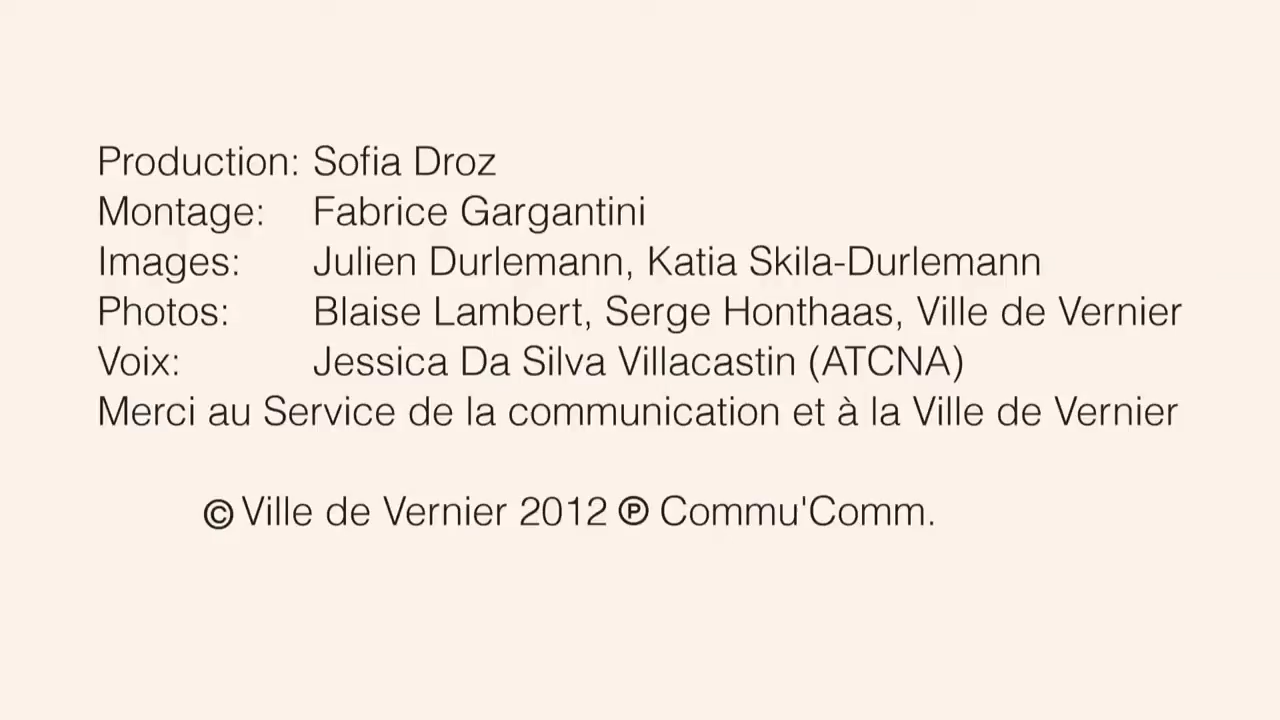 Production: Sofia Droz
Montage: Fabrice Gargantini
Images: Julien Durlemann, Katia Skila-Durlemann
Photos: Blaise Lambert, Serge Honthaas, Ville de Vernier
Voix: Jessica Da Silva Villacastin (ATCNA)
Merci au Service de la communication et à la Ville de Vernier
© Ville de Vernier 2012 ℗ Commu'Comm.